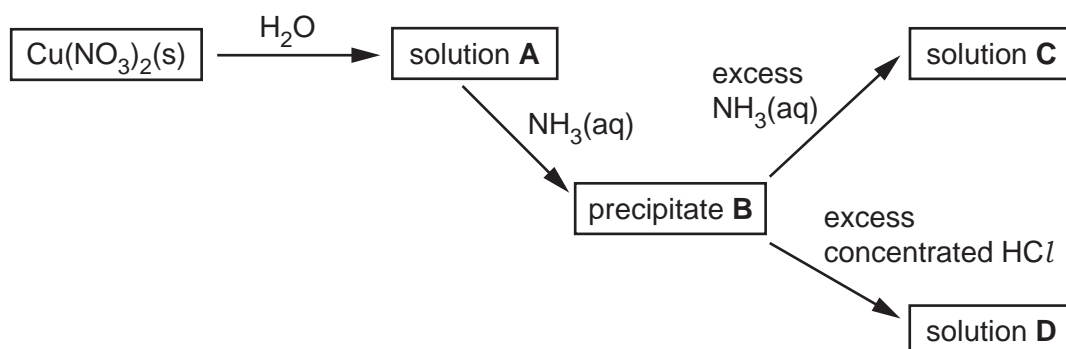 Cu(NO₃)₂(s)
H₂O
solution A
NH₃(aq)
precipitate B
excess
NH₃(aq)
solution C
excess
concentrated HCl
solution D